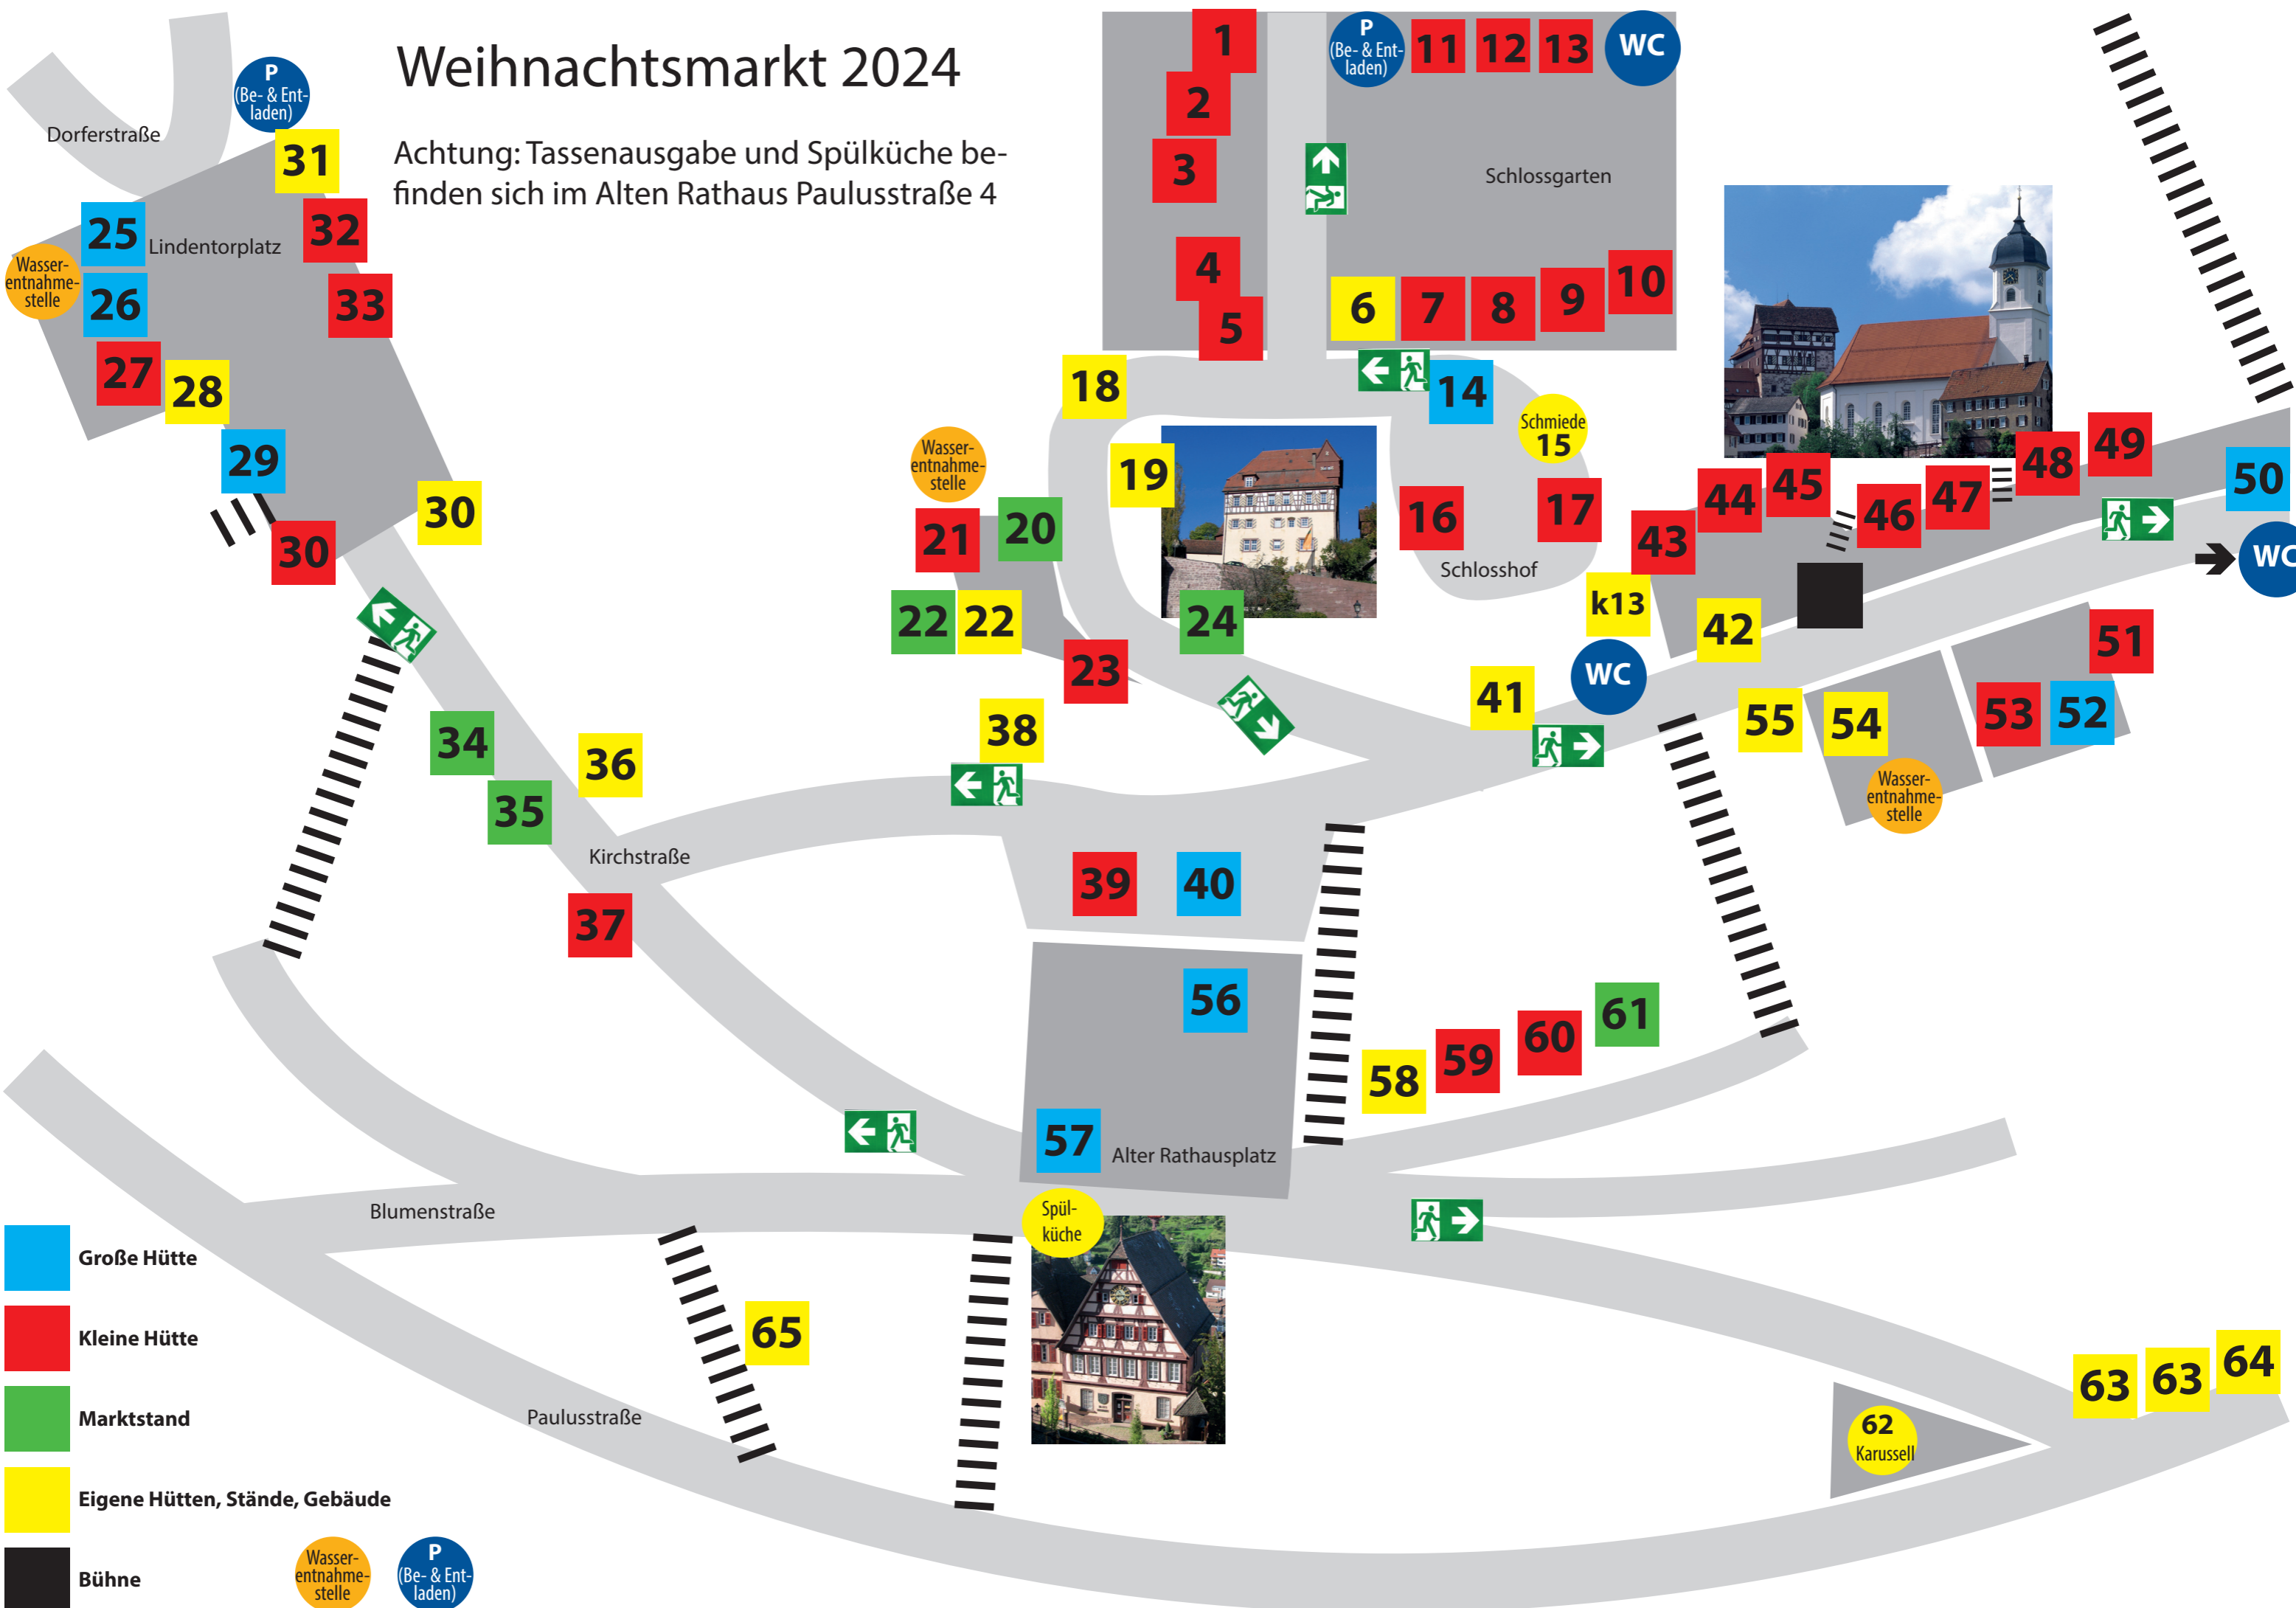 Weihnachtsmarkt 2024
Achtung: Tassenausgabe und Spülküche be-
finden sich im Alten Rathaus Paulusstraße 4
P
(Be- & Ent-
laden)
Dorferstraße
31
25
Lindentorplatz
32
Wasser-
entnahme-
stelle
26
33
27
28
29
30
30
1
2
3
4
5
P
(Be- & Ent-
laden)
11
12
13
WC
Schlossgarten
6
7
8
9
10
18
14
Schmiede
15
19
Wasser-
entnahme-
stelle
21
20
22
22
23
24
16
17
Schlosshof
43
44
45
46
47
48
49
50
WC
k13
42
WC
41
51
55
54
53
52
Wasser-
entnahme-
stelle
34
35
36
38
Kirchstraße
37
39
40
56
57
Alter Rathausplatz
58
59
60
61
Spül-
küche
Blumenstraße
65
Paulusstraße
62
Karussell
63
63
64
Große Hütte
Kleine Hütte
Marktstand
Eigene Hütten, Stände, Gebäude
Bühne
Wasser-
entnahme-
stelle
P
(Be- & Ent-
laden)